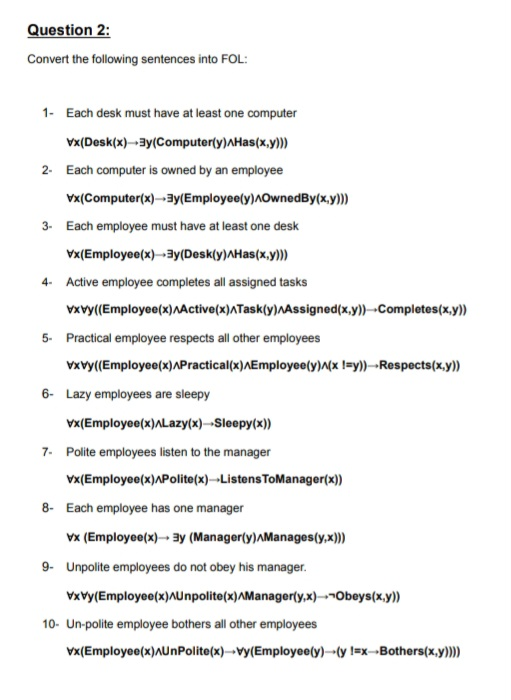 Question 2:
Convert the following sentences into FOL:
1- Each desk must have at least one computer
∀x(Desk(x)→∃y(Computer(y)∧Has(x,y)))
2- Each computer is owned by an employee
∀x(Computer(x)→∃y(Employee(y)∧OwnedBy(x,y)))
3- Each employee must have at least one desk
∀x(Employee(x)→∃y(Desk(y)∧Has(x,y)))
4- Active employee completes all assigned tasks
∀x∀y((Employee(x)∧Active(x)∧Task(y)∧Assigned(x,y))→Completes(x,y))
5- Practical employee respects all other employees
∀x∀y((Employee(x)∧Practical(x)∧Employee(y)∧(x !=y))→Respects(x,y))
6- Lazy employees are sleepy
∀x(Employee(x)∧Lazy(x)→Sleepy(x))
7- Polite employees listen to the manager
∀x(Employee(x)∧Polite(x)→ListensToManager(x))
8- Each employee has one manager
∀x (Employee(x)→ ∃y (Manager(y)∧Manages(y,x)))
9- Unpolite employees do not obey his manager.
∀x∀y(Employee(x)∧Unpolite(x)∧Manager(y,x)→¬Obeys(x,y))
10- Un-polite employee bothers all other employees
∀x(Employee(x)∧UnPolite(x)→∀y(Employee(y)→(y !=x→Bothers(x,y))))